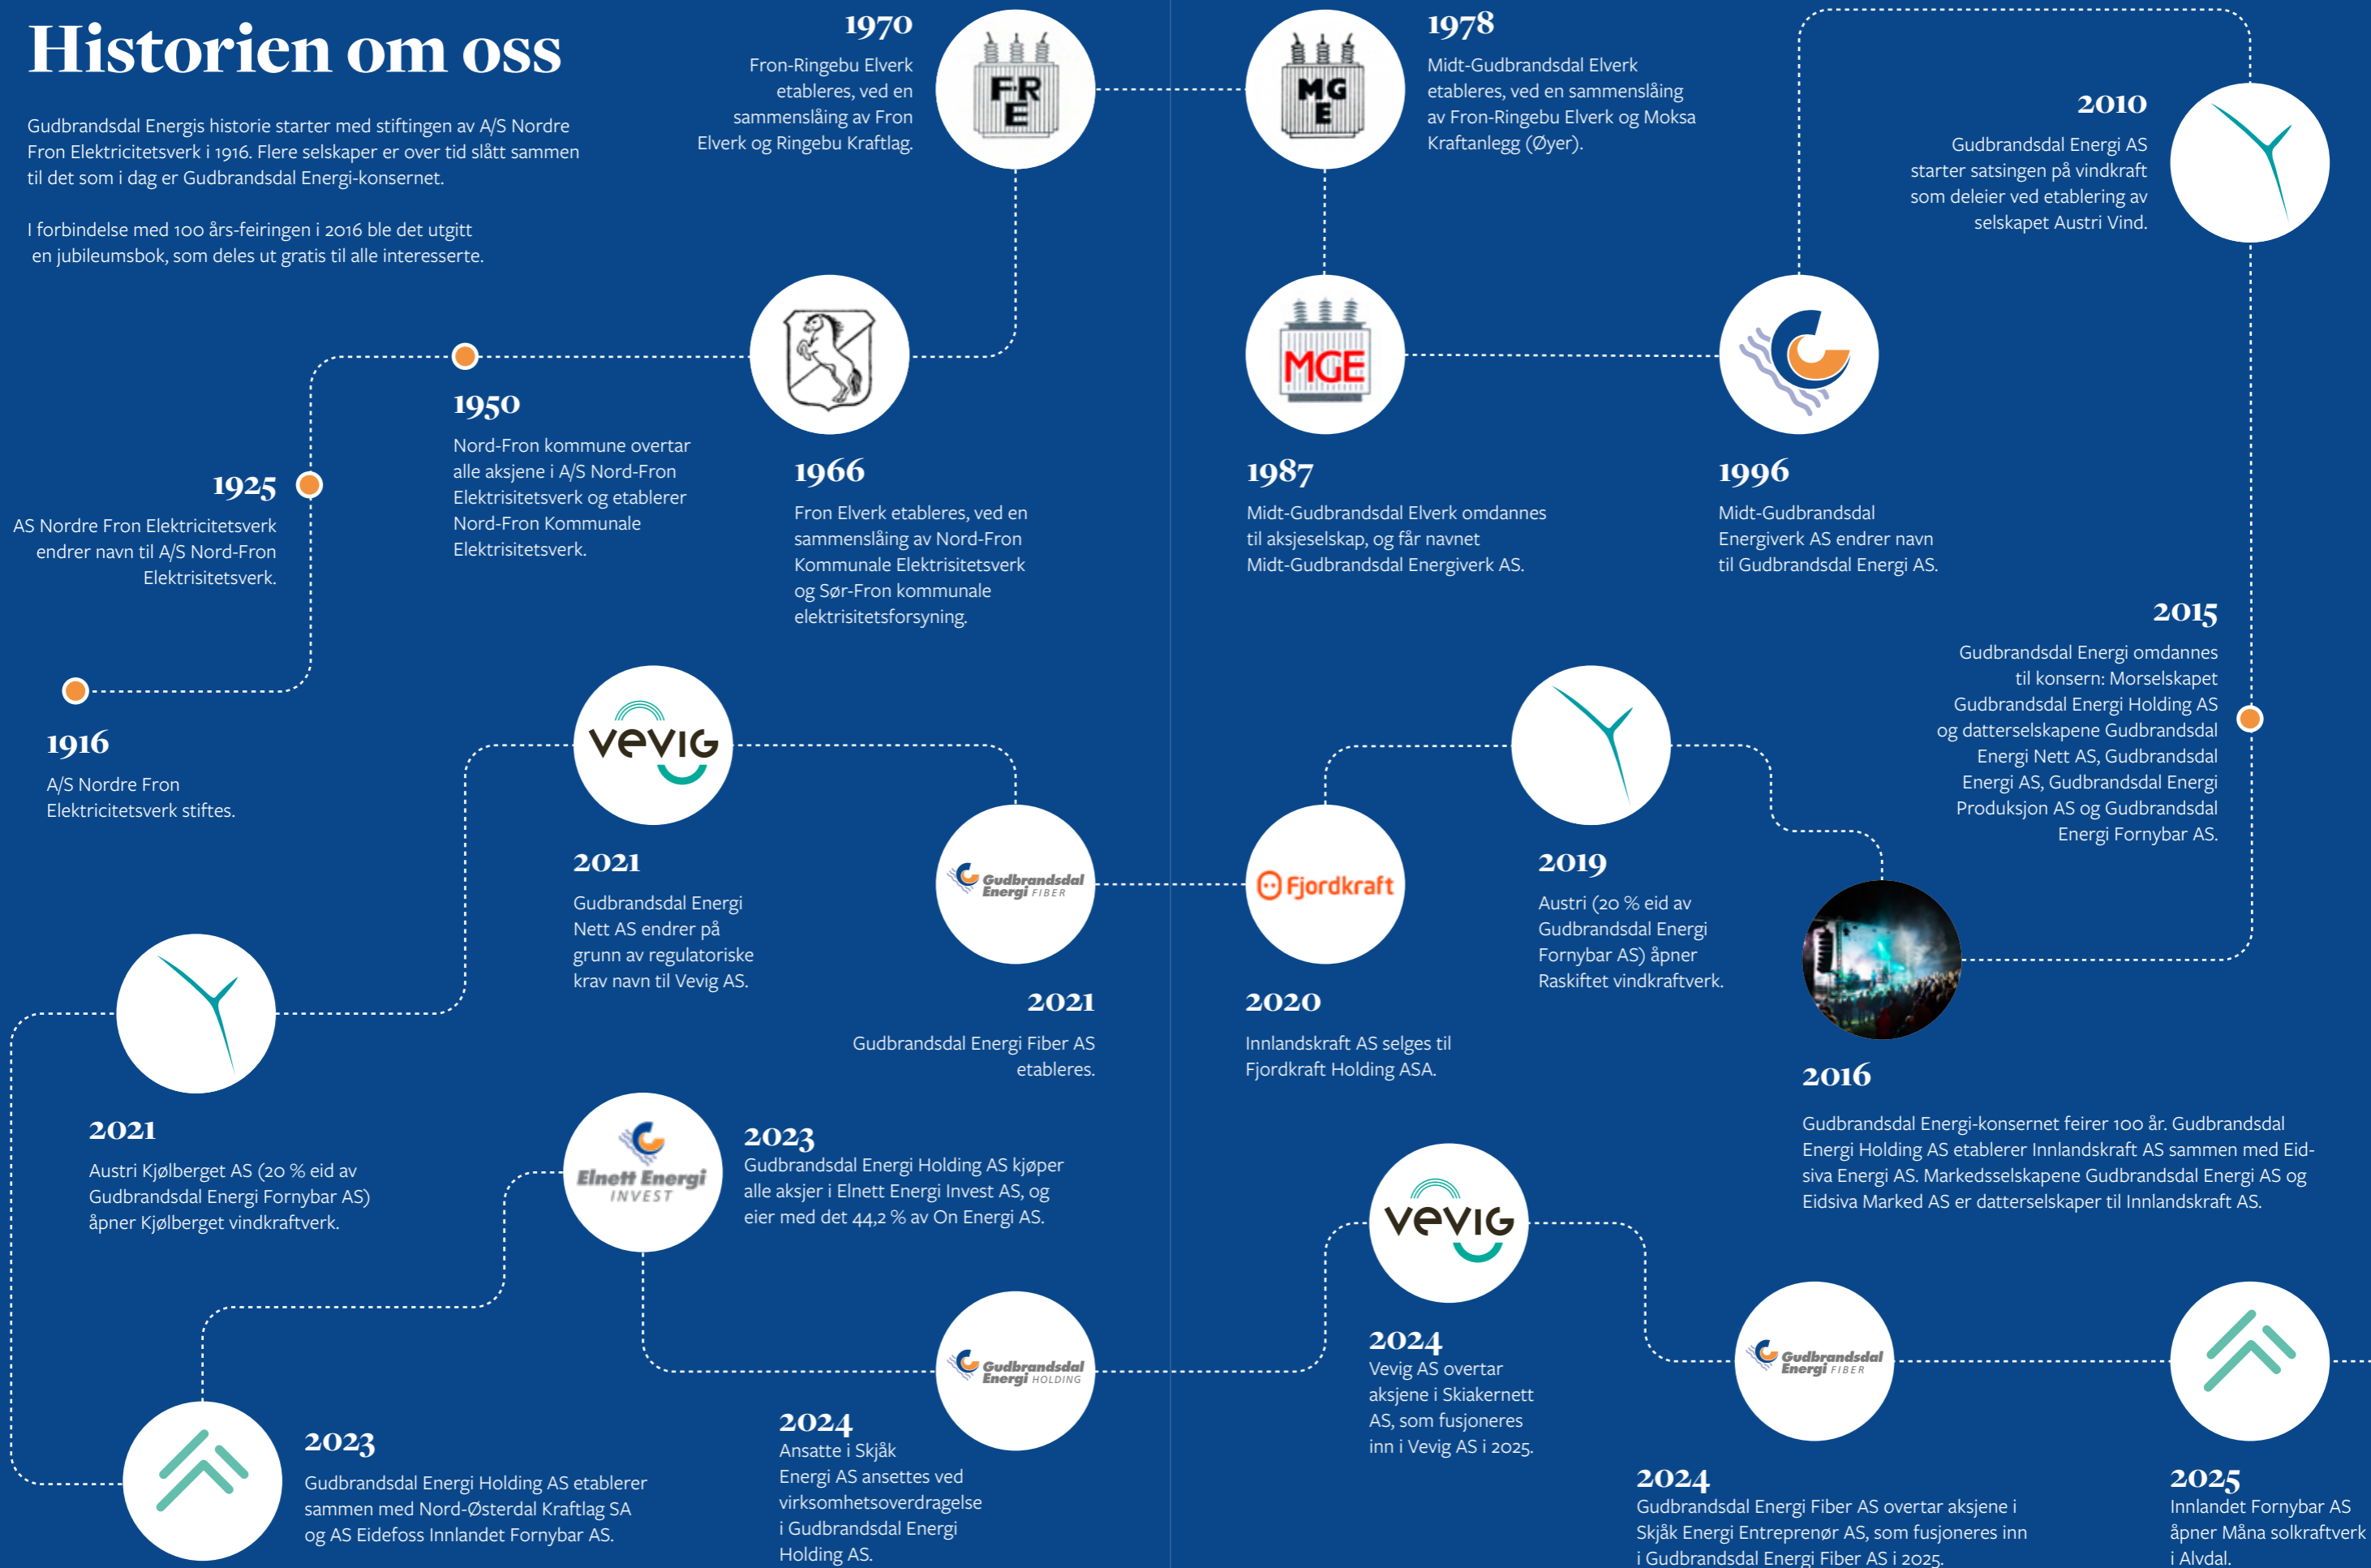 Historien om oss
Gudbrandsdal Energis historie starter med stiftingen av A/S Nordre
Fron Elektricitetsverk i 1916. Flere selskaper er over tid slått sammen
til det som i dag er Gudbrandsdal Energi-konsernet.
I forbindelse med 100 års-feiringen i 2016 ble det utgitt
en jubileumsbok, som deles ut gratis til alle interesserte.
1916
A/S Nordre Fron
Elektricitetsverk stiftes.
1925
AS Nordre Fron Elektricitetsverk
endrer navn til A/S Nord-Fron
Elektrisitetsverk.
1950
Nord-Fron kommune overtar
alle aksjene i A/S Nord-Fron
Elektrisitetsverk og etablerer
Nord-Fron Kommunale
Elektrisitetsverk.
1966
Fron Elverk etableres, ved en
sammenslåing av Nord-Fron
Kommunale Elektrisitetsverk
og Sør-Fron kommunale
elektrisitetsforsyning.
1970
Fron-Ringebu Elverk
etableres, ved en
sammenslåing av Fron
Elverk og Ringebu Kraftlag.
F-R
E
MG
E
1978
Midt-Gudbrandsdal Elverk
etableres, ved en sammenslåing
av Fron-Ringebu Elverk og Moksa
Kraftanlegg (Øyer).
MGE
1987
Midt-Gudbrandsdal Elverk omdannes
til aksjeselskap, og får navnet
Midt-Gudbrandsdal Energiverk AS.
1996
Midt-Gudbrandsdal
Energiverk AS endrer navn
til Gudbrandsdal Energi AS.
2010
Gudbrandsdal Energi AS
starter satsingen på vindkraft
som deleier ved etablering av
selskapet Austri Vind.
2015
Gudbrandsdal Energi omdannes
til konsern: Morselskapet
Gudbrandsdal Energi Holding AS
og datterselskapene Gudbrandsdal
Energi Nett AS, Gudbrandsdal
Energi AS, Gudbrandsdal Energi
Produksjon AS og Gudbrandsdal
Energi Fornybar AS.
2016
Gudbrandsdal Energi-konsernet feirer 100 år. Gudbrandsdal
Energi Holding AS etablerer Innlandskraft AS sammen med Eid-
siva Energi AS. Markedsselskapene Gudbrandsdal Energi AS og
Eidsiva Marked AS er datterselskaper til Innlandskraft AS.
2019
Austri (20 % eid av
Gudbrandsdal Energi
Fornybar AS) åpner
Raskiftet vindkraftverk.
Fjordkraft
2020
Innlandskraft AS selges til
Fjordkraft Holding ASA.
Gudbrandsdal
Energi FIBER
2021
Gudbrandsdal Energi Fiber AS
etableres.
VEVIG
2021
Gudbrandsdal Energi
Nett AS endrer på
grunn av regulatoriske
krav navn til Vevig AS.
2021
Austri Kjølberget AS (20 % eid av
Gudbrandsdal Energi Fornybar AS)
åpner Kjølberget vindkraftverk.
2023
Gudbrandsdal Energi Holding AS etablerer
sammen med Nord-Østerdal Kraftlag SA
og AS Eidefoss Innlandet Fornybar AS.
Elnett Energi
INVEST
2023
Gudbrandsdal Energi Holding AS kjøper
alle aksjer i Elnett Energi Invest AS, og
eier med det 44,2 % av On Energi AS.
Gudbrandsdal
Energi HOLDING
2024
Ansatte i Skjåk
Energi AS ansettes ved
virksomhetsoverdragelse
i Gudbrandsdal Energi
Holding AS.
VEVIG
2024
Vevig AS overtar
aksjene i Skiakernett
AS, som fusjoneres
inn i Vevig AS i 2025.
Gudbrandsdal
Energi FIBER
2024
Gudbrandsdal Energi Fiber AS overtar aksjene i
Skjåk Energi Entreprenør AS, som fusjoneres inn
i Gudbrandsdal Energi Fiber AS i 2025.
2025
Innlandet Fornybar AS
åpner Måna solkraftverk
i Alvdal.